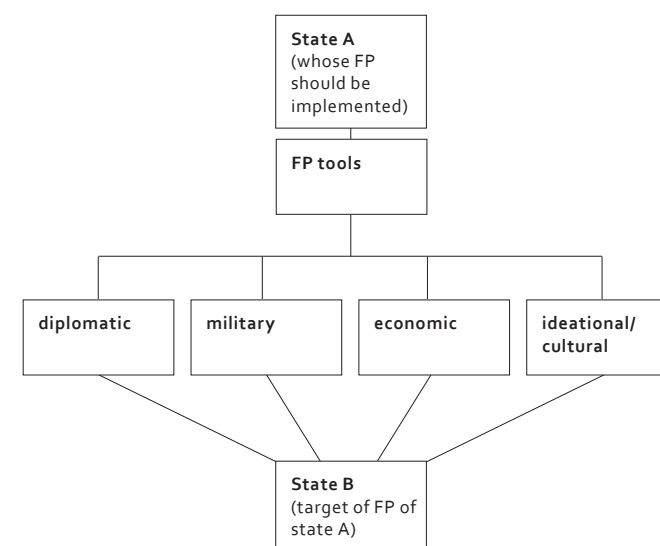 State A
(whose FP
should be
implemented)
FP tools
diplomatic
military
economic
ideational/
cultural
State B
(target of FP of
state A)